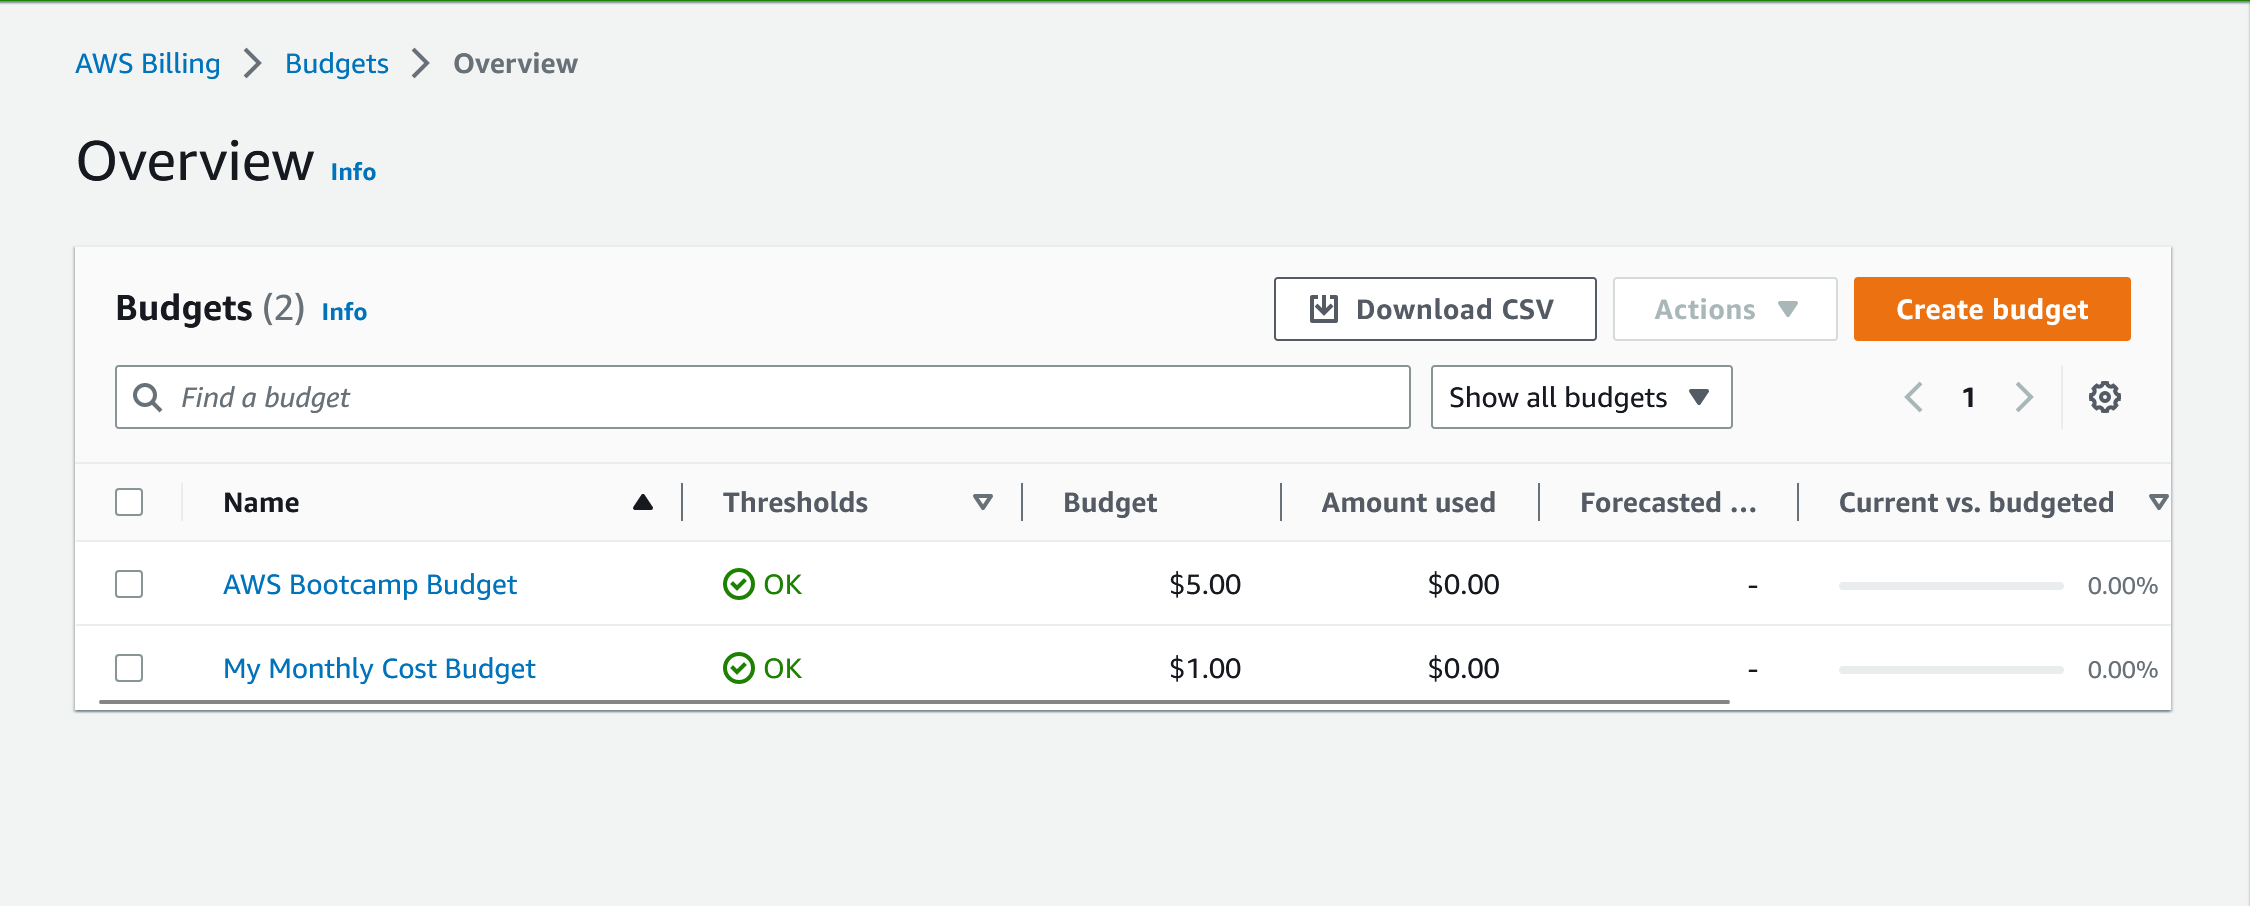 AWS Billing Budgets Overview
Overview Info
Budgets (2) Info Download CSV Actions Create budget
Find a budget Show all budgets 1
Name Thresholds Budget Amount used Forecasted ... Current vs. budgeted
AWS Bootcamp Budget OK $5.00 $0.00 - 0.00%
My Monthly Cost Budget OK $1.00 $0.00 - 0.00%